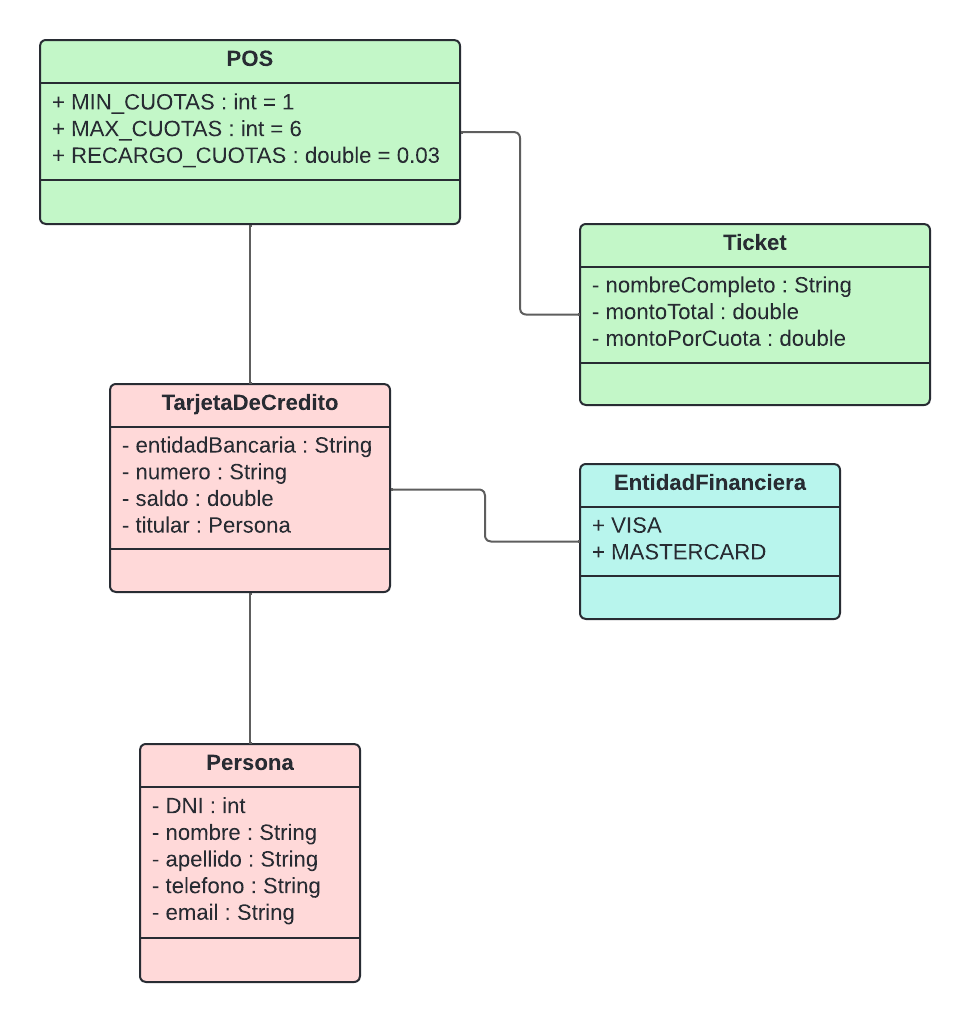 POS
+ MIN_CUOTAS : int = 1
+ MAX_CUOTAS : int = 6
+ RECARGO_CUOTAS : double = 0.03
Ticket
- nombreCompleto : String
- montoTotal : double
- montoPorCuota : double
TarjetaDeCredito
- entidadBancaria : String
- numero : String
- saldo : double
- titular : Persona
EntidadFinanciera
+ VISA
+ MASTERCARD
Persona
- DNI : int
- nombre : String
- apellido : String
- telefono : String
- email : String